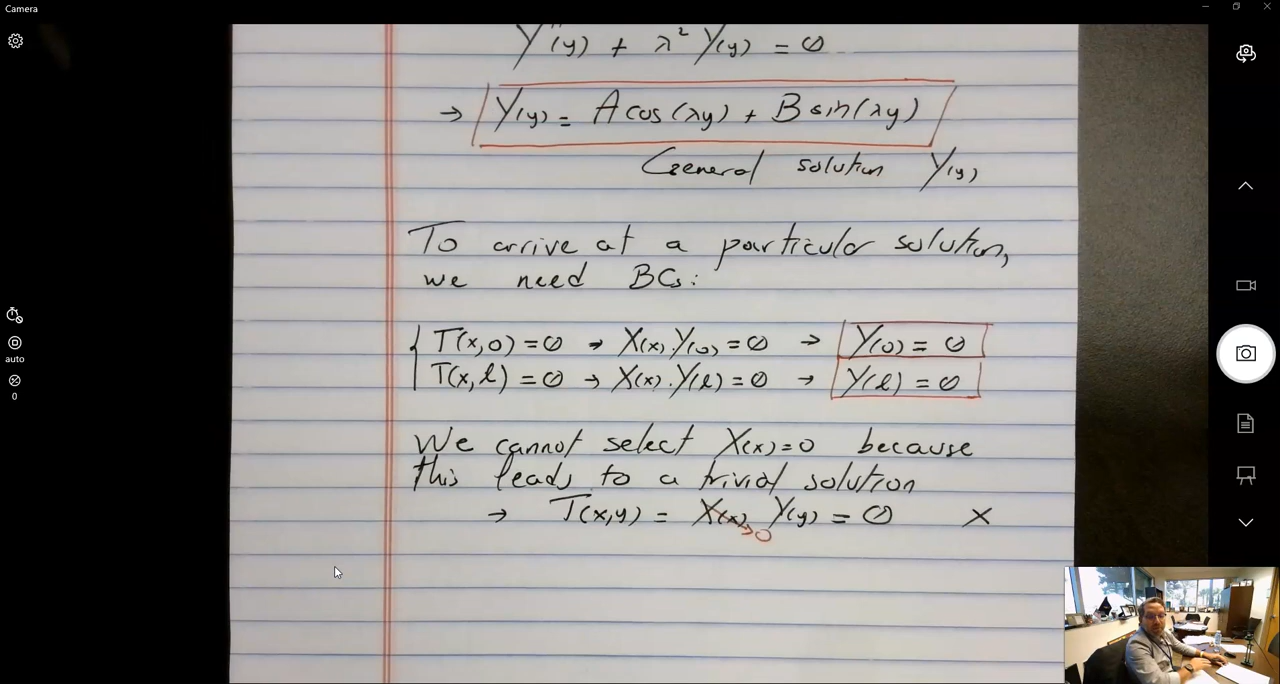 Camera
Y''(y) + λ² Y(y) = 0
→ Y(y) = A cos(λy) + B sin(λy)
General solution Y(y)
To arrive at a particular solution,
we need BCs:
T(x,0) = 0 → X(x).Y(0) = 0 → Y(0) = 0
T(x,l) = 0 → X(x).Y(l) = 0 → Y(l) = 0
We cannot select X(x)=0 because
this leads to a trivial solution
→ T(x,y) = X(x). Y(y) = 0 ×
→0
auto
0